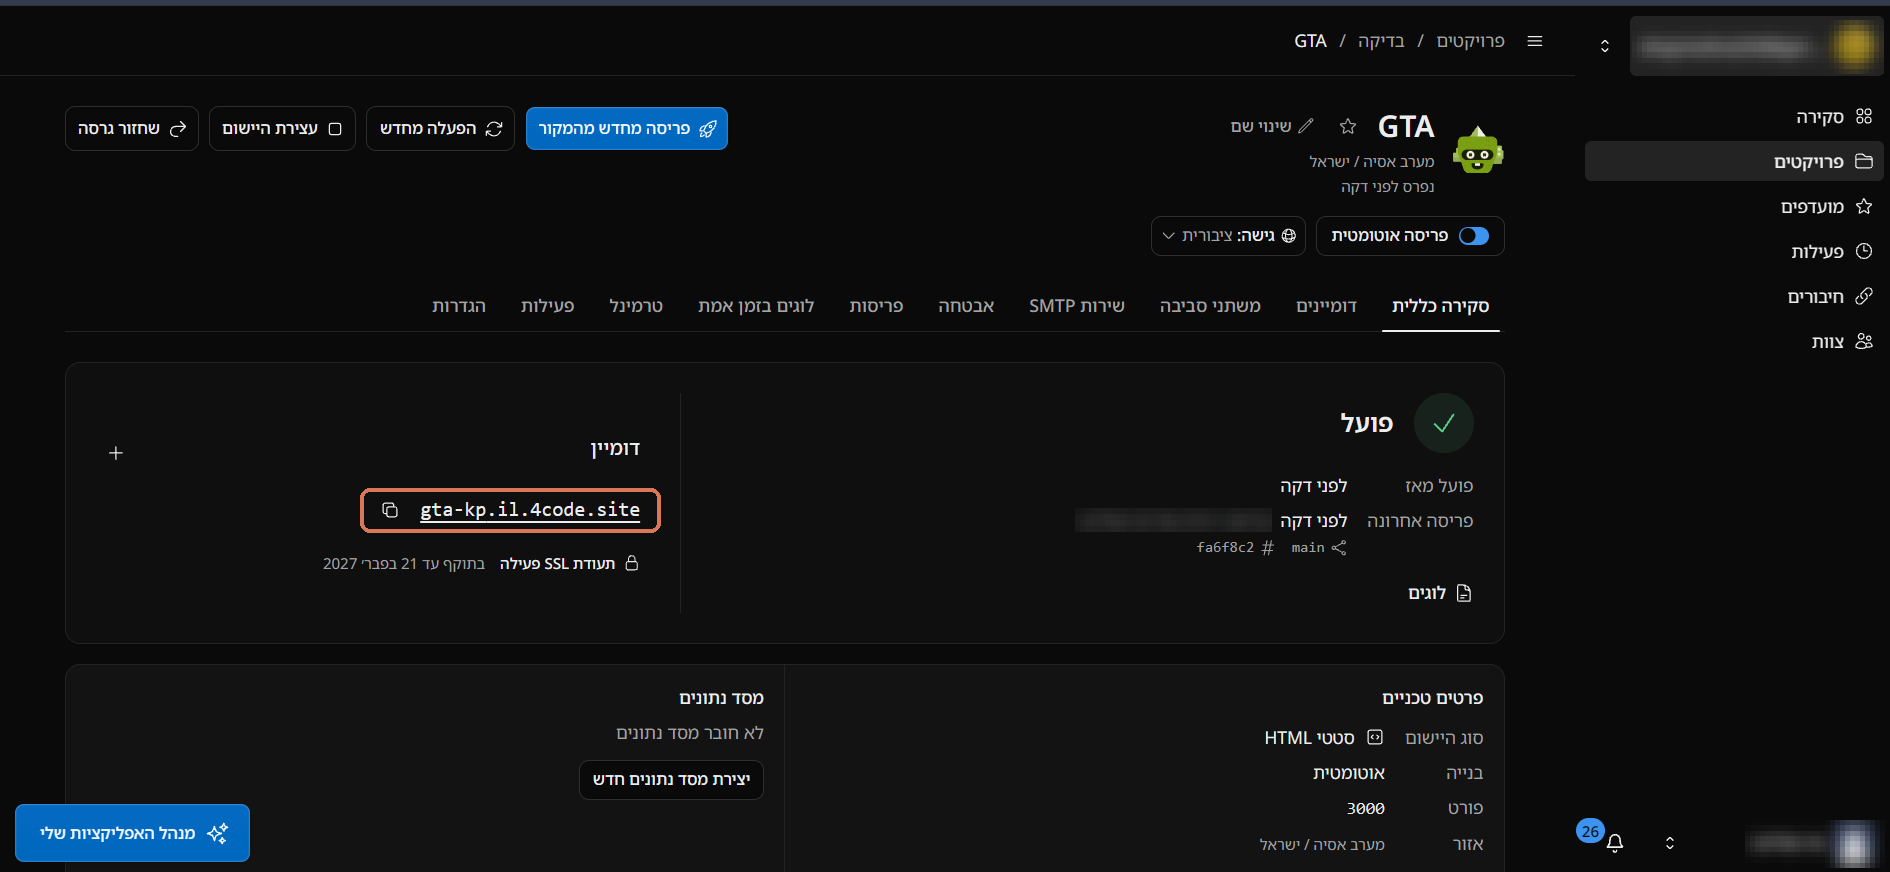 פרויקטים / בדיקה / GTA
סקירה
פרויקטים
מועדפים
פעילות
חיבורים
צוות
GTA
שינוי שם
מערב אסיה / ישראל
נפרס לפני דקה
פריסה מחדש מהמקור
הפעלה מחדש
עצירת היישום
שחזור גרסה
פריסה אוטומטית
גישה: ציבורית
סקירה כללית
דומיינים
משתני סביבה
שירות SMTP
אבטחה
פריסות
לוגים בזמן אמת
טרמינל
פעילות
הגדרות
פועל
פועל מאז לפני דקה
פריסה אחרונה לפני דקה
main # fa6f8c2
לוגים
דומיין
gta-kp.il.4code.site
תעודת SSL פעילה בתוקף עד 21 בפבר׳ 2027
פרטים טכניים
סוג היישום סטטי HTML
בנייה אוטומטית
פורט 3000
אזור מערב אסיה / ישראל
מסד נתונים
לא חובר מסד נתונים
יצירת מסד נתונים חדש
26
מנהל האפליקציות שלי